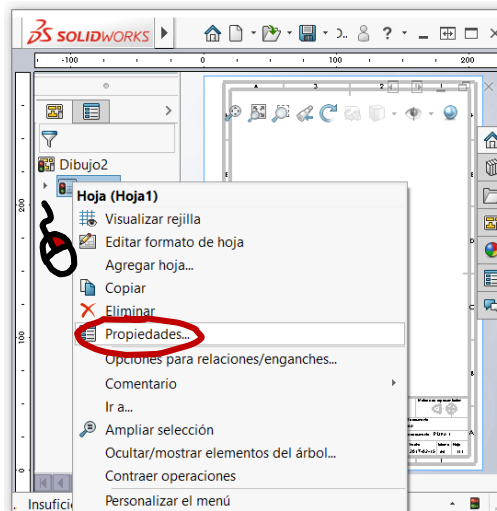 SOLIDWORKS
-100 0 100 200
Dibujo2
Hoja (Hoja1)
Visualizar rejilla
Editar formato de hoja
Agregar hoja...
Copiar
Eliminar
Propiedades...
Opciones para relaciones/enganches...
Comentario
Ir a...
Ampliar selección
Ocultar/mostrar elementos del árbol...
Contraer operaciones
Personalizar el menú
200
100
0
Insufici